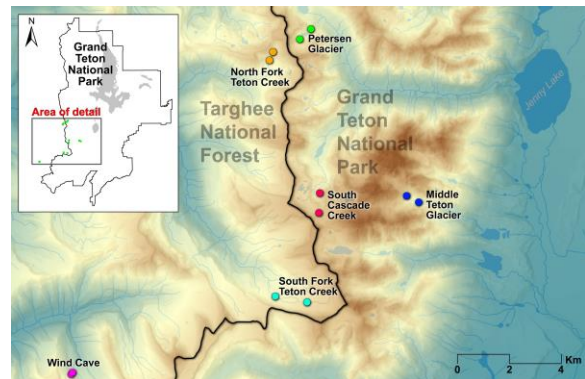 N
Grand
Teton
National
Park
Area of detail
Petersen
Glacier
North Fork
Teton Creek
Targhee
National
Forest
Grand
Teton
National
Park
Jenny Lake
South
Cascade
Creek
Middle
Teton
Glacier
South Fork
Teton Creek
Wind Cave
Km
0 2 4